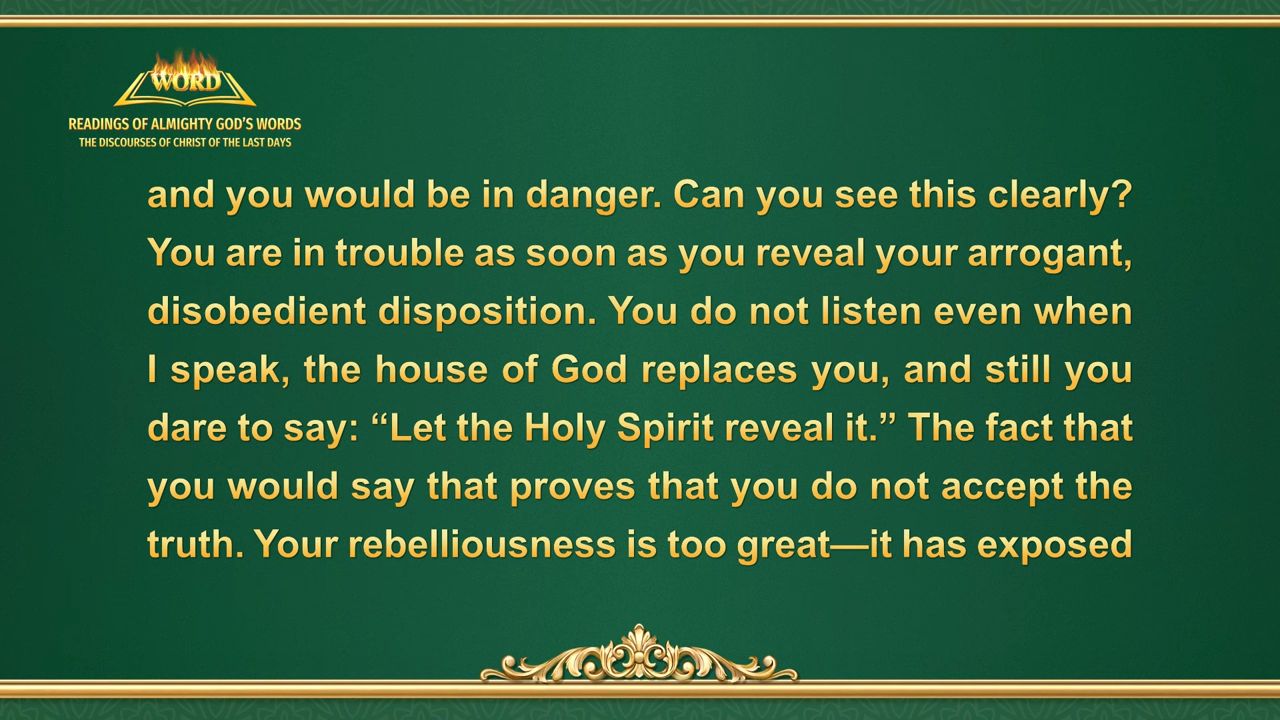 WORD
READINGS OF ALMIGHTY GOD'S WORDS
THE DISCOURSES OF CHRIST OF THE LAST DAYS
and you would be in danger. Can you see this clearly?
You are in trouble as soon as you reveal your arrogant,
disobedient disposition. You do not listen even when
I speak, the house of God replaces you, and still you
dare to say: “Let the Holy Spirit reveal it.” The fact that
you would say that proves that you do not accept the
truth. Your rebelliousness is too great—it has exposed